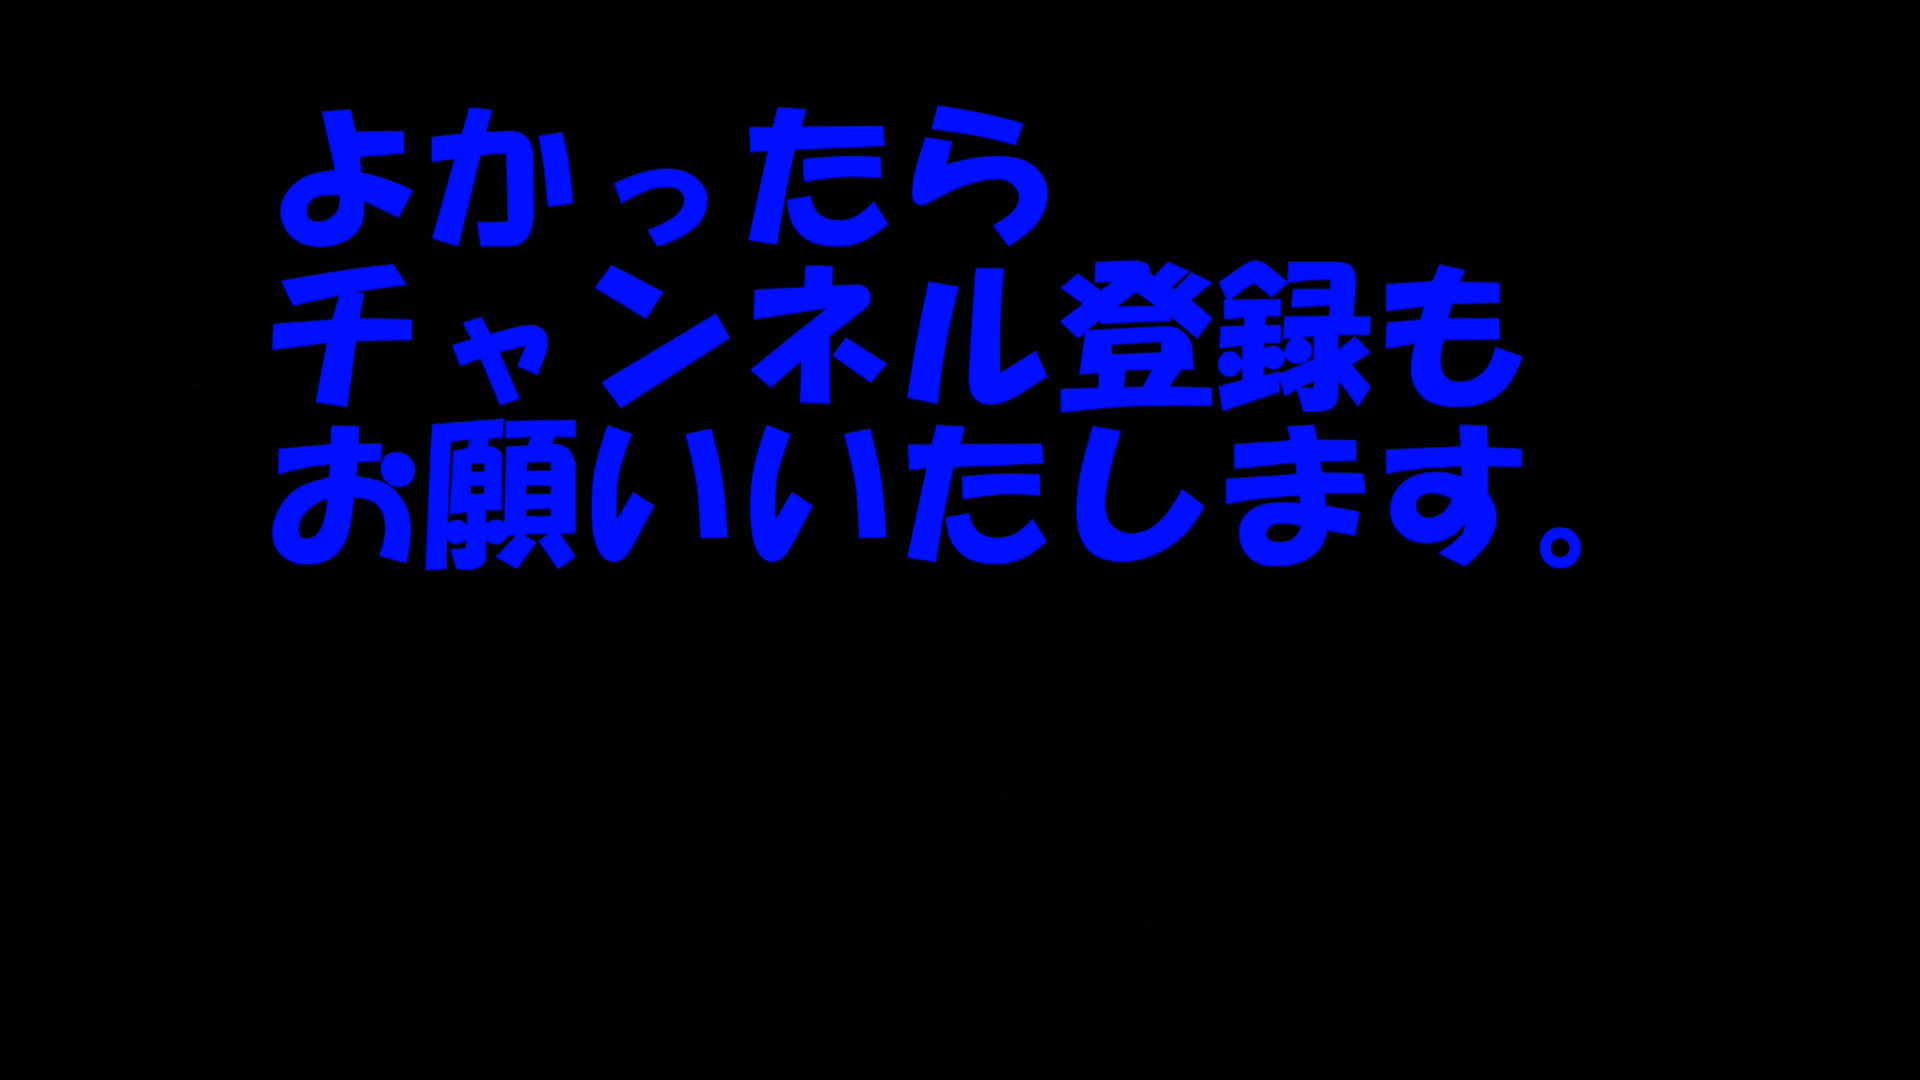 よかったら
チャンネル登録も
お願いいたします。